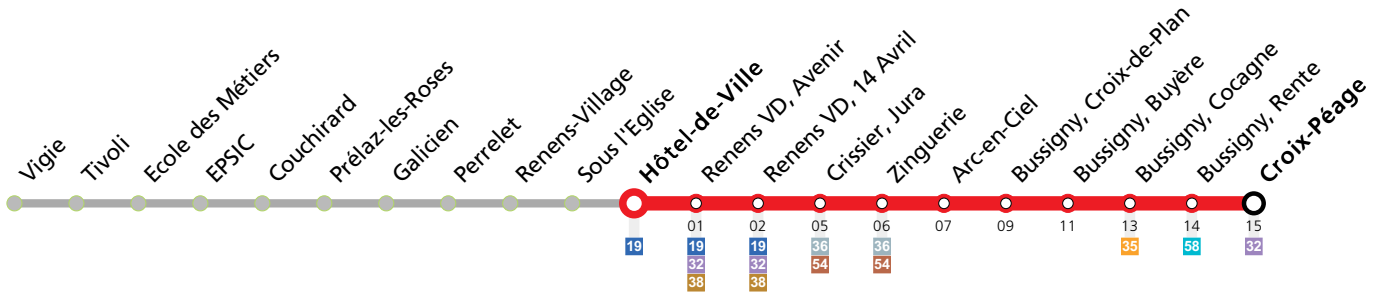 Vigie
Tivoli
Ecole des Métiers
EPSIC
Couchirard
Prélaz-les-Roses
Galicien
Perrelet
Renens-Village
Sous l'Eglise
Hôtel-de-Ville
Renens VD, Avenir
Renens VD, 14 Avril
Crissier, Jura
Zinguerie
Arc-en-Ciel
Bussigny, Croix-de-Plan
Bussigny, Buyère
Bussigny, Cocagne
Bussigny, Rente
Croix-Péage
01 02 05 06 07 09 11 13 14 15
19 19 19 36 36 35 58 32
32 32 54 54
38 38